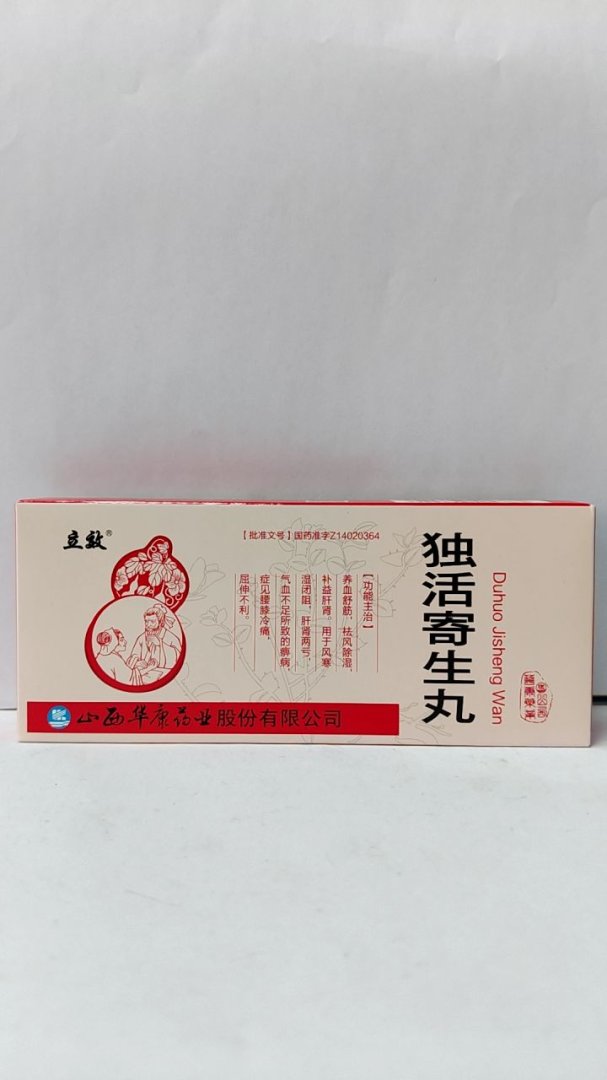 立效®
【批准文号】国药准字Z14020364
独活寄生丸
Duhuo Jisheng Wan
【功能主治】
养血舒筋，祛风除湿，
补益肝肾。用于风寒
湿闭阻，肝肾两亏，
气血不足所致的痹病，
症见腰膝冷痛，
屈伸不利。
山西华康药业股份有限公司